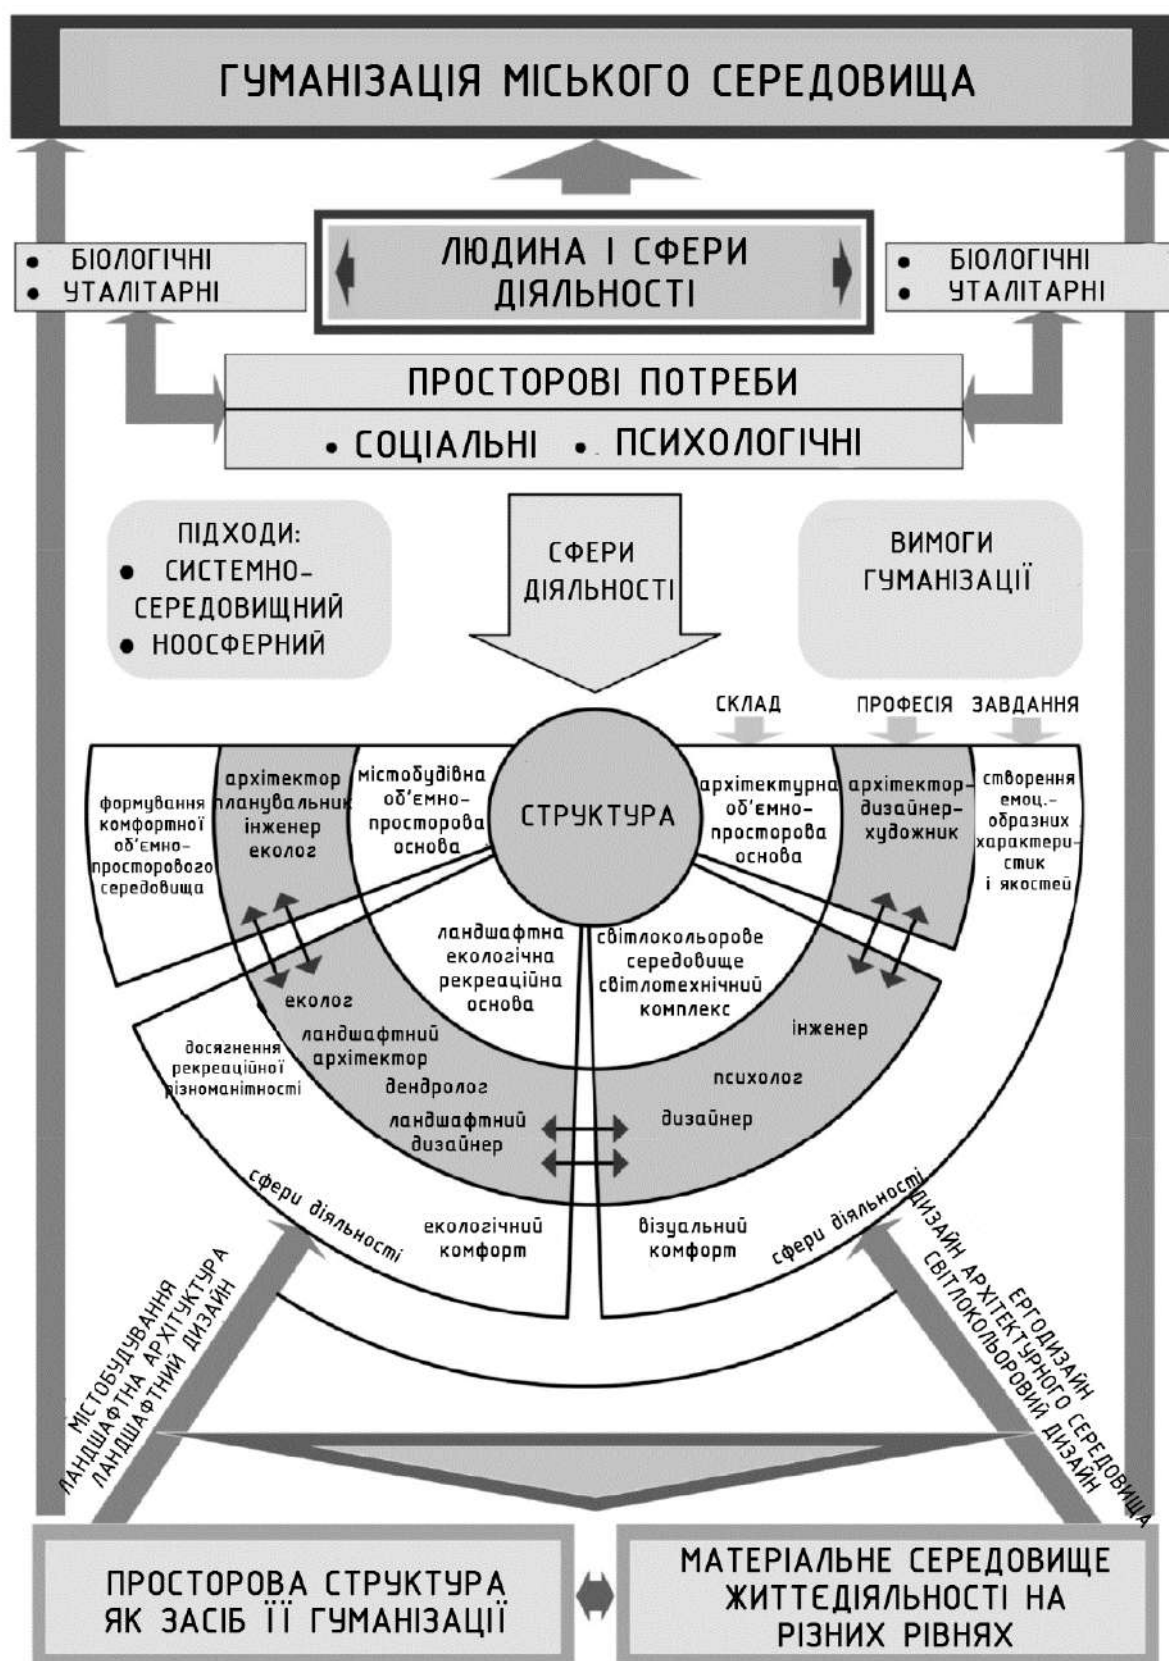 ГУМАНІЗАЦІЯ МІСЬКОГО СЕРЕДОВИЩА
ЛЮДИНА І СФЕРИ
ДІЯЛЬНОСТІ
• БІОЛОГІЧНІ
• УТАЛІТАРНІ
• БІОЛОГІЧНІ
• УТАЛІТАРНІ
ПРОСТОРОВІ ПОТРЕБИ
• СОЦІАЛЬНІ • ПСИХОЛОГІЧНІ
ПІДХОДИ:
• СИСТЕМНО-
СЕРЕДОВИЩНИЙ
• НООСФЕРНИЙ
СФЕРИ
ДІЯЛЬНОСТІ
ВИМОГИ
ГУМАНІЗАЦІЇ
СКЛАД
ПРОФЕСІЯ
ЗАВДАННЯ
формування
комфортної
об'ємно-
просторового
середовища
архітектор
планувальник
інженер
еколог
містобудівна
об'ємно-
просторова
основа
СТРУКТУРА
архітектурна
об'ємно-
просторова
основа
архітектор-
дизайнер-
художник
створення
емоц.-
образних
характери-
стик
і якостей
ландшафтна
екологічна
рекреаційна
основа
світлокольорове
середовище
світлотехнічний
комплекс
еколог
ландшафтний
архітектор
дендролог
ландшафтний
дизайнер
інженер
психолог
дизайнер
досягнення
рекреаційної
різноманітності
сфери діяльності
екологічний
комфорт
візуальний
комфорт
сфери діяльності
МІСТОБУДУВАННЯ
ЛАНДШАФТНА АРХІТУКТУРА
ЛАНДШАФТНИЙ ДИЗАЙН
ЕРГОДИЗАЙН
ДИЗАЙН АРХІТЕКТУРНОГО СЕРЕДОВИЩА
СВІТЛОКОЛЬОРОВИЙ ДИЗАЙН
ПРОСТОРОВА СТРУКТУРА
ЯК ЗАСІБ ЇЇ ГУМАНІЗАЦІЇ
МАТЕРІАЛЬНЕ СЕРЕДОВИЩЕ
ЖИТТЄДІЯЛЬНОСТІ НА
РІЗНИХ РІВНЯХ